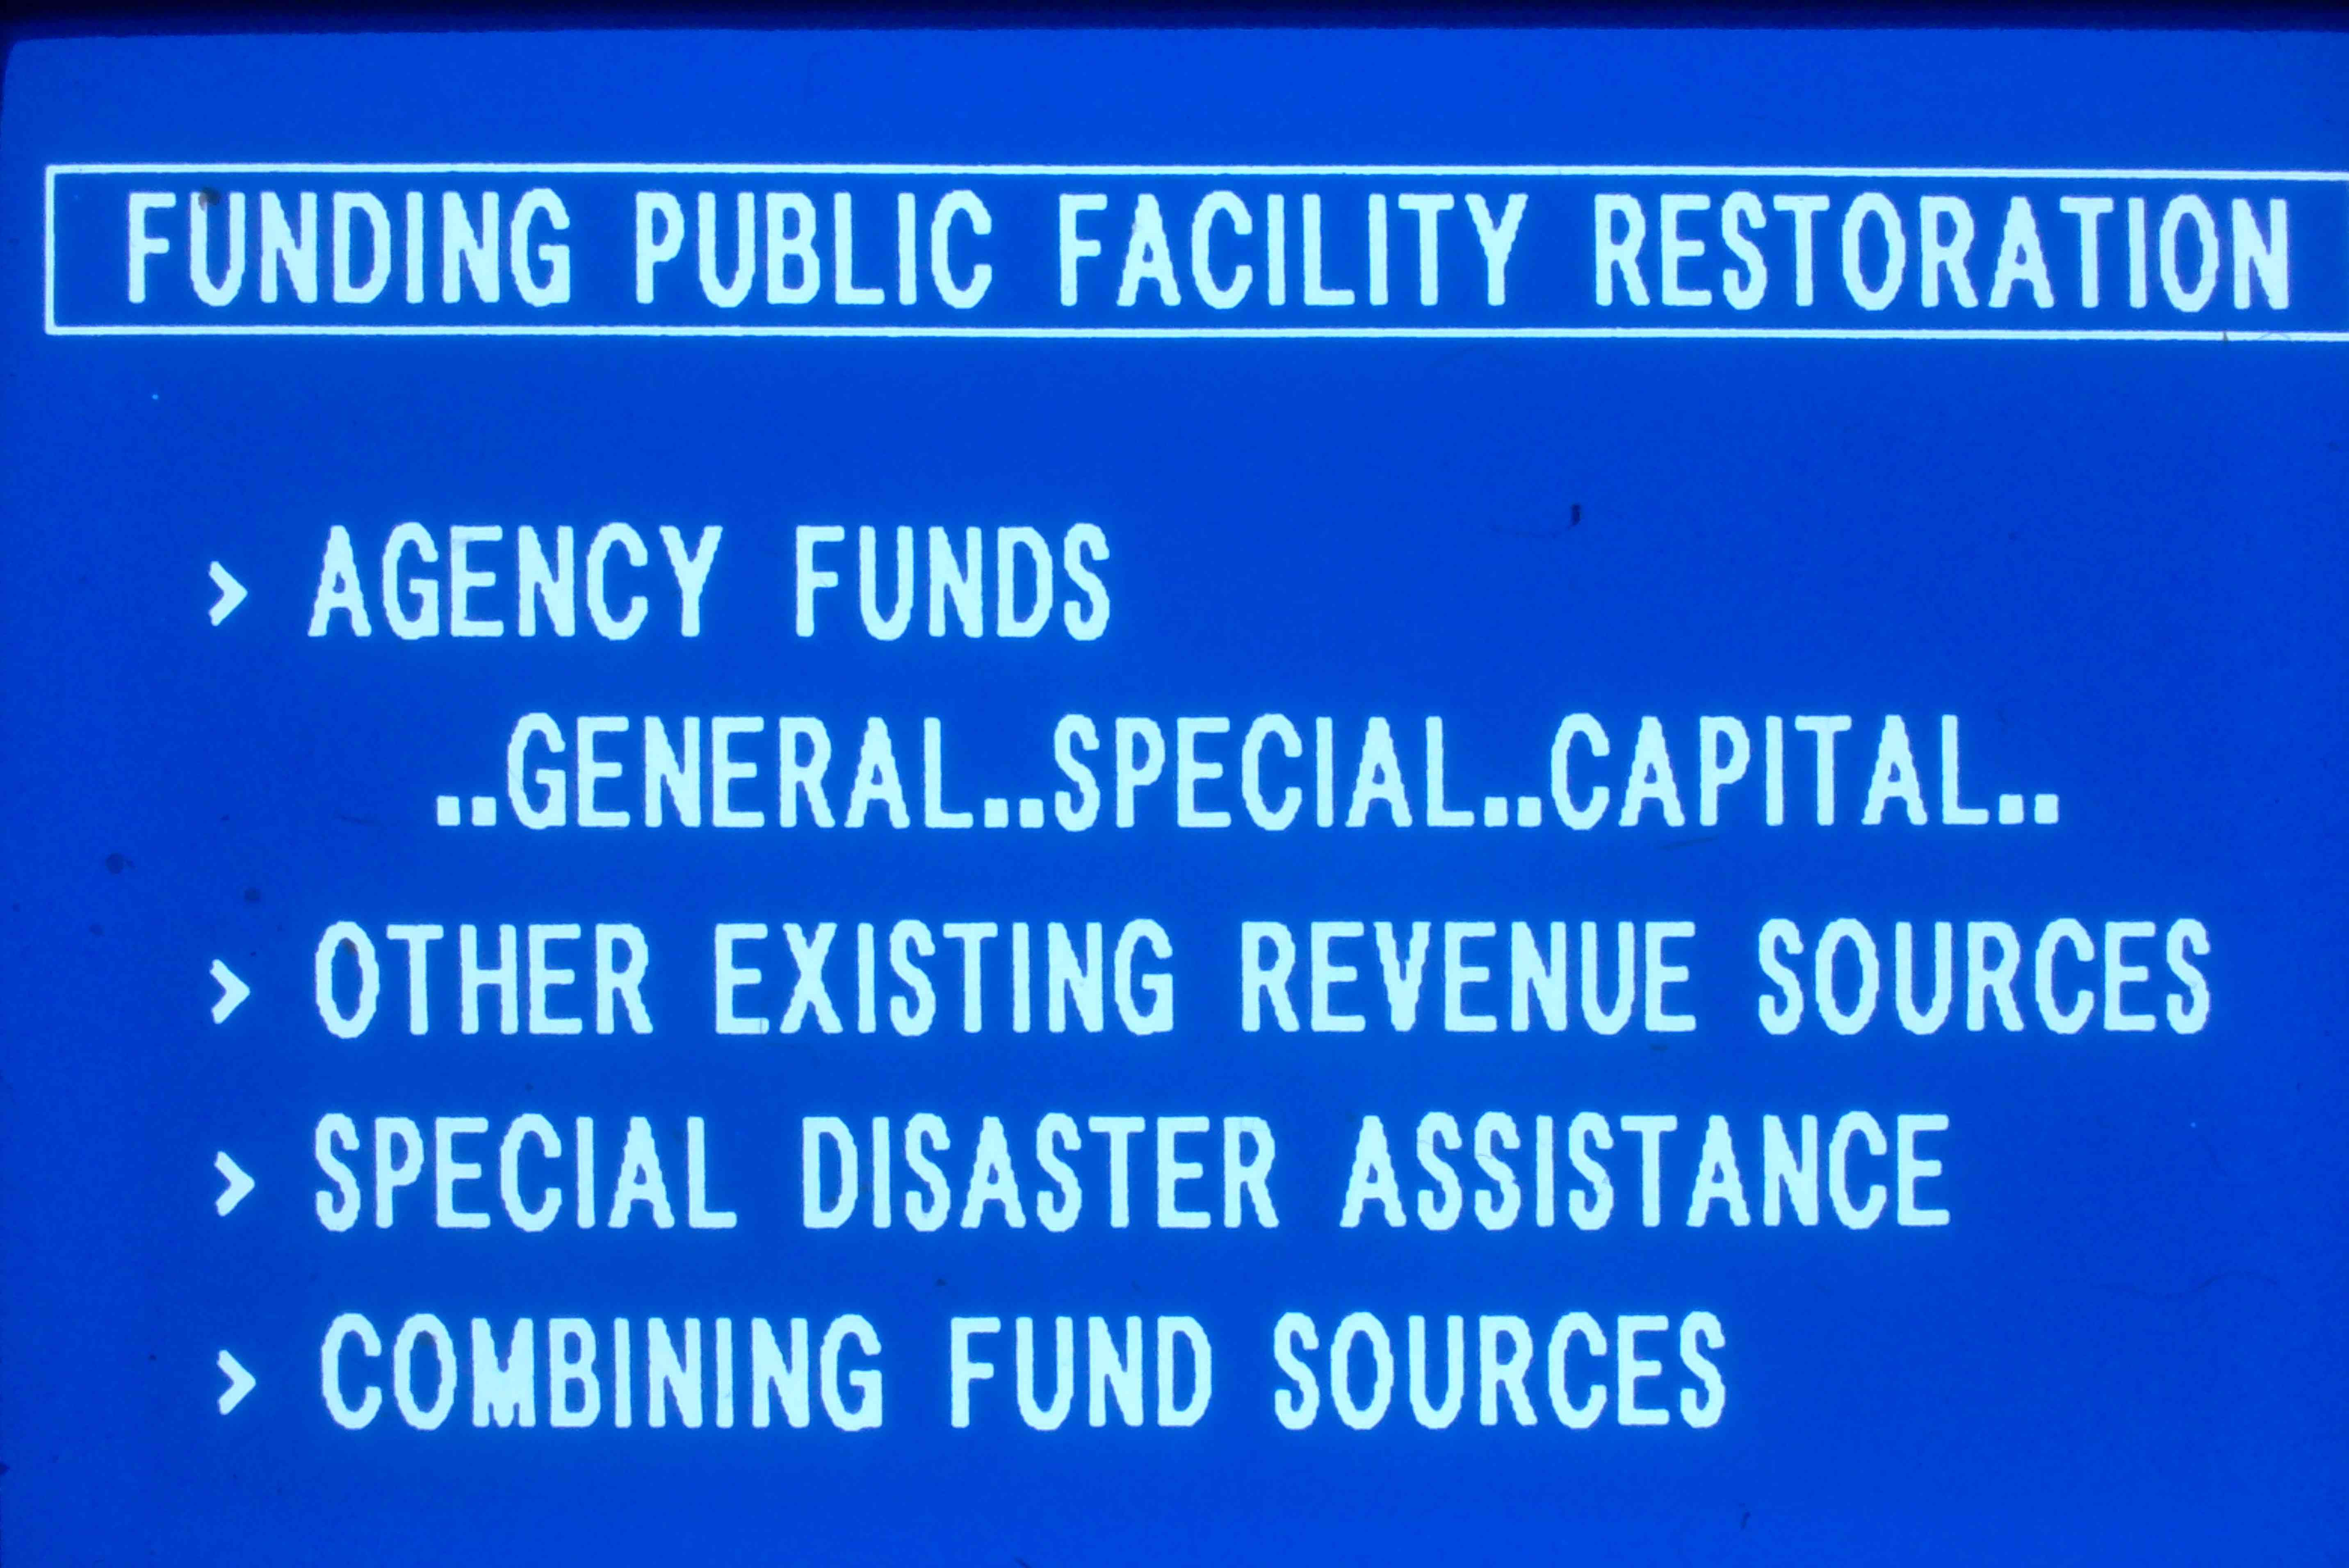 FUNDING PUBLIC FACILITY RESTORATION
> AGENCY FUNDS
..GENERAL..SPECIAL..CAPITAL..
> OTHER EXISTING REVENUE SOURCES
> SPECIAL DISASTER ASSISTANCE
> COMBINING FUND SOURCES